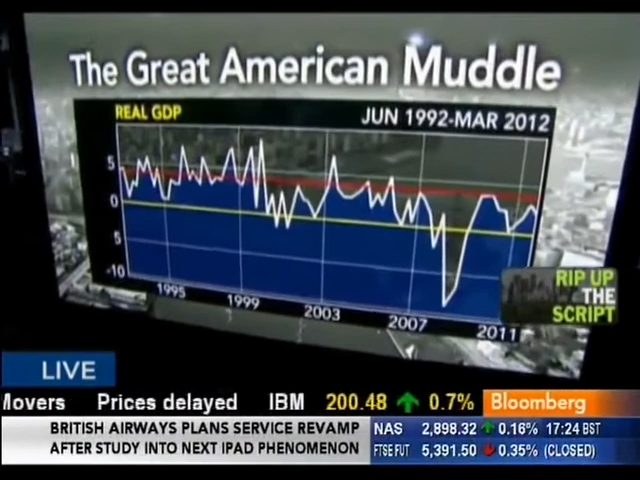 The Great American Muddle
REAL GDP
JUN 1992-MAR 2012
5
0
5
-10
1995
1999
2003
2007
2011
RIP UP
THE
SCRIPT
LIVE
Movers Prices delayed IBM 200.48 0.7% Bloomberg
BRITISH AIRWAYS PLANS SERVICE REVAMP
AFTER STUDY INTO NEXT IPAD PHENOMENON
NAS 2,898.32 0.16% 17:24 BST
FTSE FUT 5,391.50 0.35% (CLOSED)